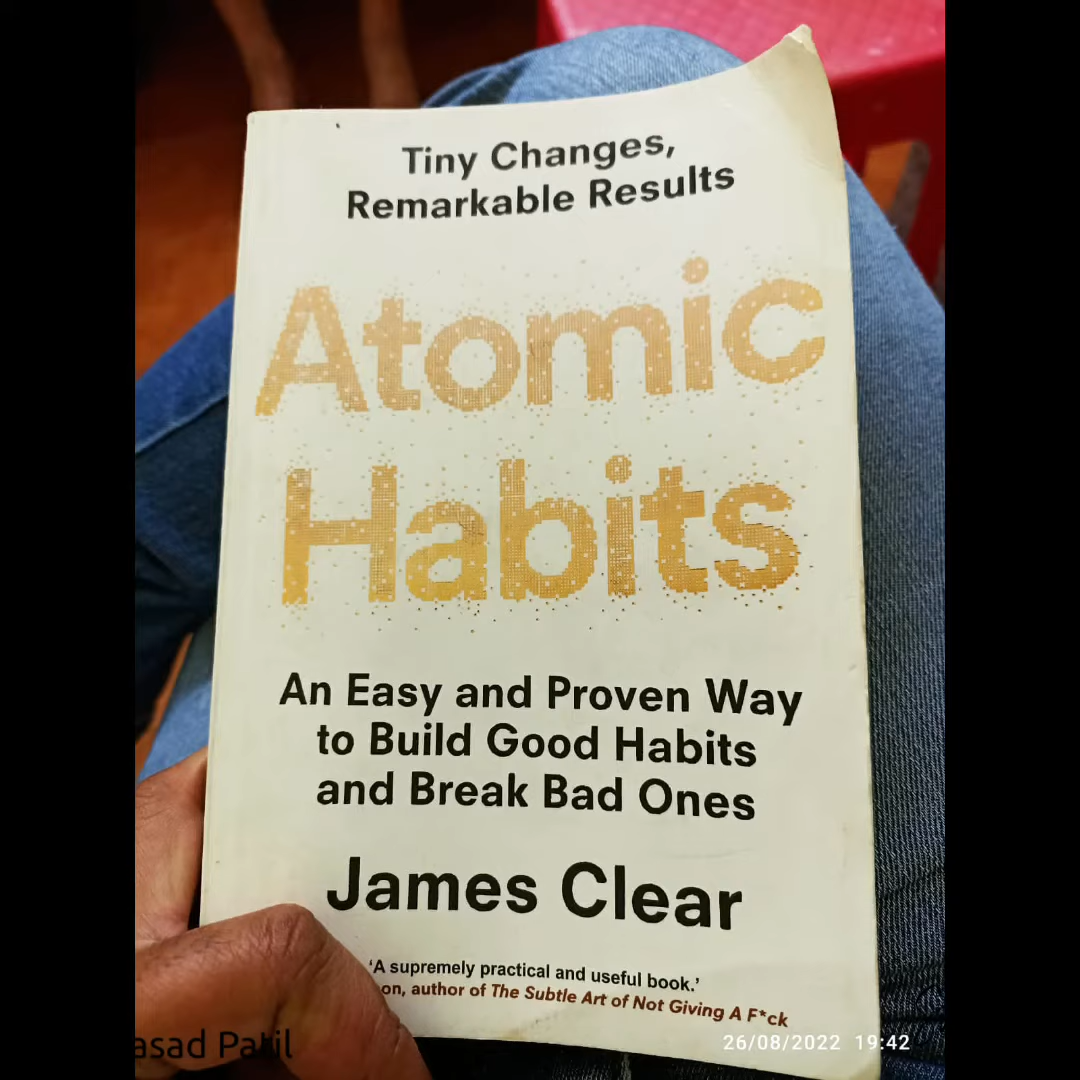 Tiny Changes,
Remarkable Results
Atomic
Habits
An Easy and Proven Way
to Build Good Habits
and Break Bad Ones
James Clear
‘A supremely practical and useful book.’
on, author of The Subtle Art of Not Giving A F*ck
asad Patil
26/08/2022 19:42